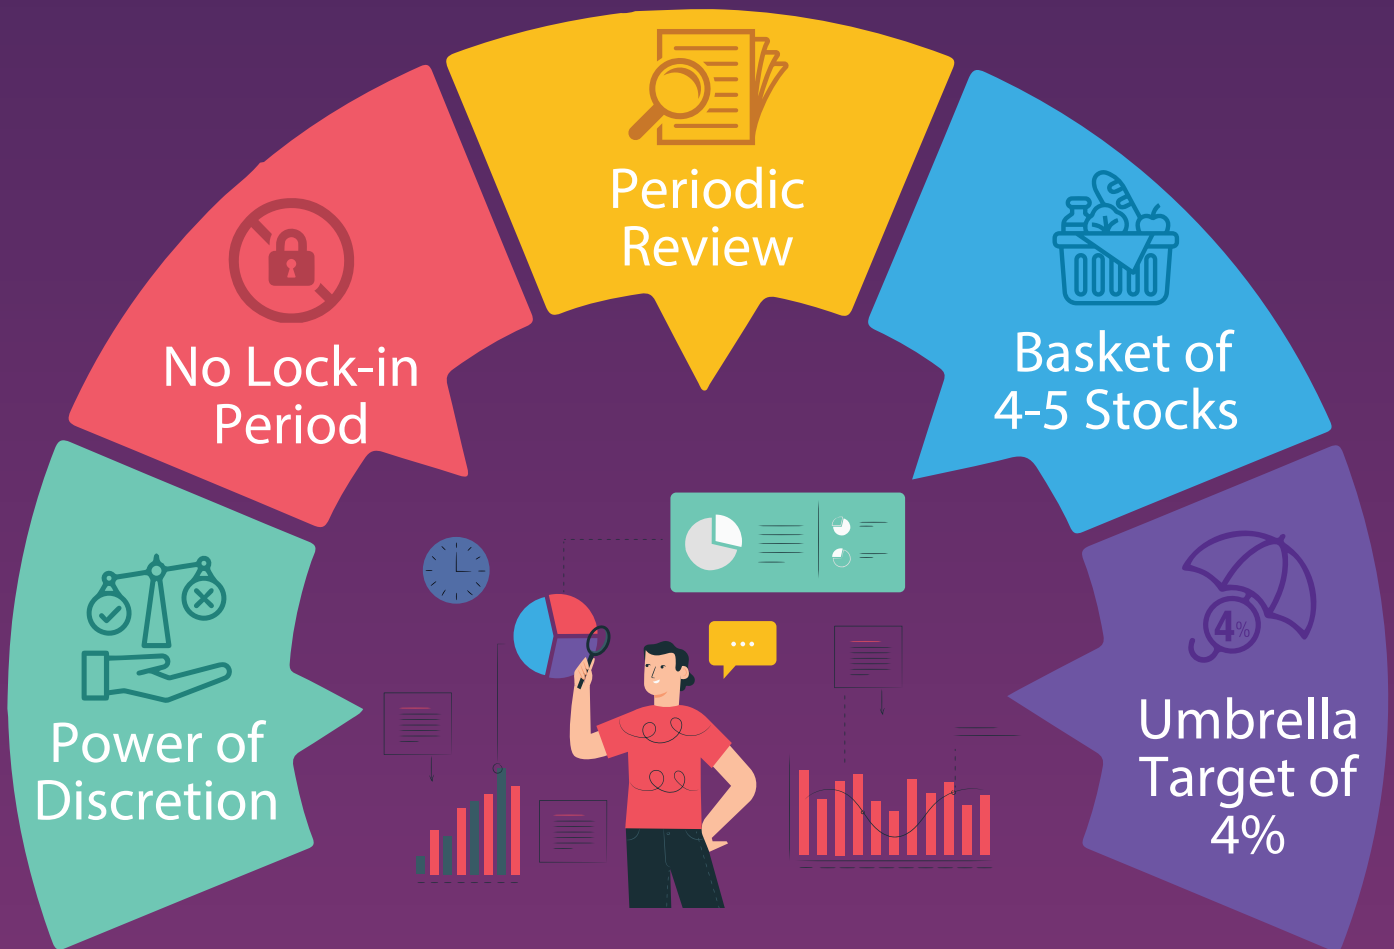 Periodic
Review
No Lock-in
Period
Basket of
4-5 Stocks
Power of
Discretion
4%
Umbrella
Target of
4%